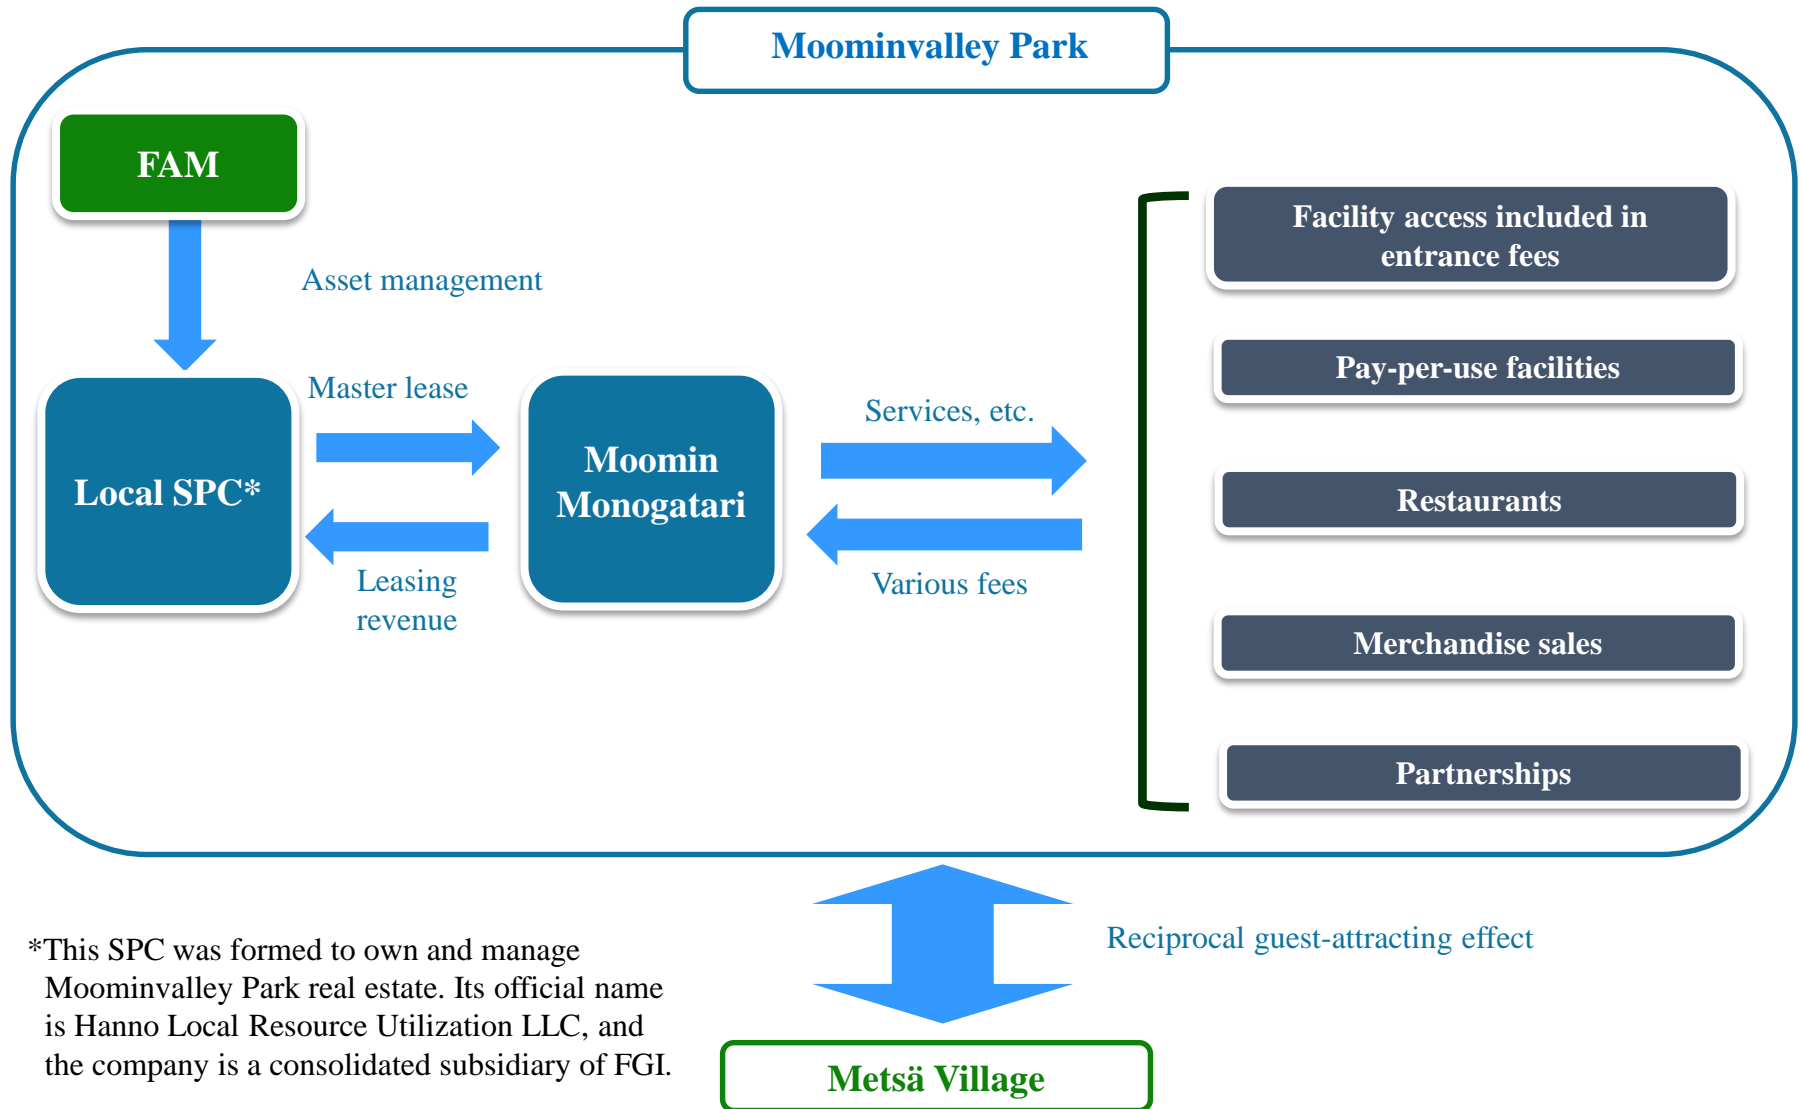 Moominvalley Park
FAM
Asset management
Local SPC*
Master lease
Leasing
revenue
Moomin
Monogatari
Services, etc.
Various fees
Facility access included in
entrance fees
Pay-per-use facilities
Restaurants
Merchandise sales
Partnerships
Reciprocal guest-attracting effect
*This SPC was formed to own and manage
Moominvalley Park real estate. Its official name
is Hanno Local Resource Utilization LLC, and
the company is a consolidated subsidiary of FGI.
Metsä Village